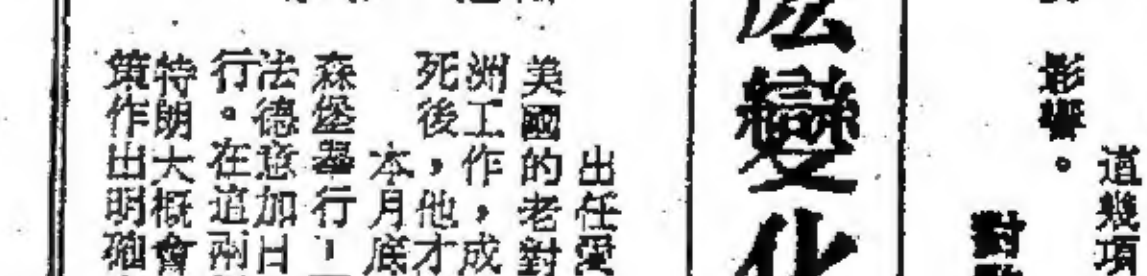 這幾項
影響。
對
變化
出任愛
美國的老對
洲工作，成
死後，他才
本月底
森堡舉行，
法德意加日
行。在這兩
特朗大概會
策作出明確